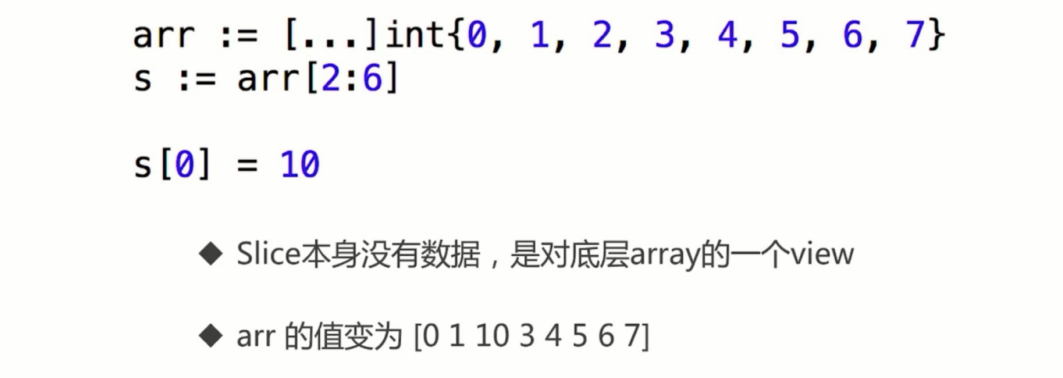 arr := [...]int{0, 1, 2, 3, 4, 5, 6, 7}
s := arr[2:6]
s[0] = 10
◆ Slice本身没有数据，是对底层array的一个view
◆ arr 的值变为 [0 1 10 3 4 5 6 7]